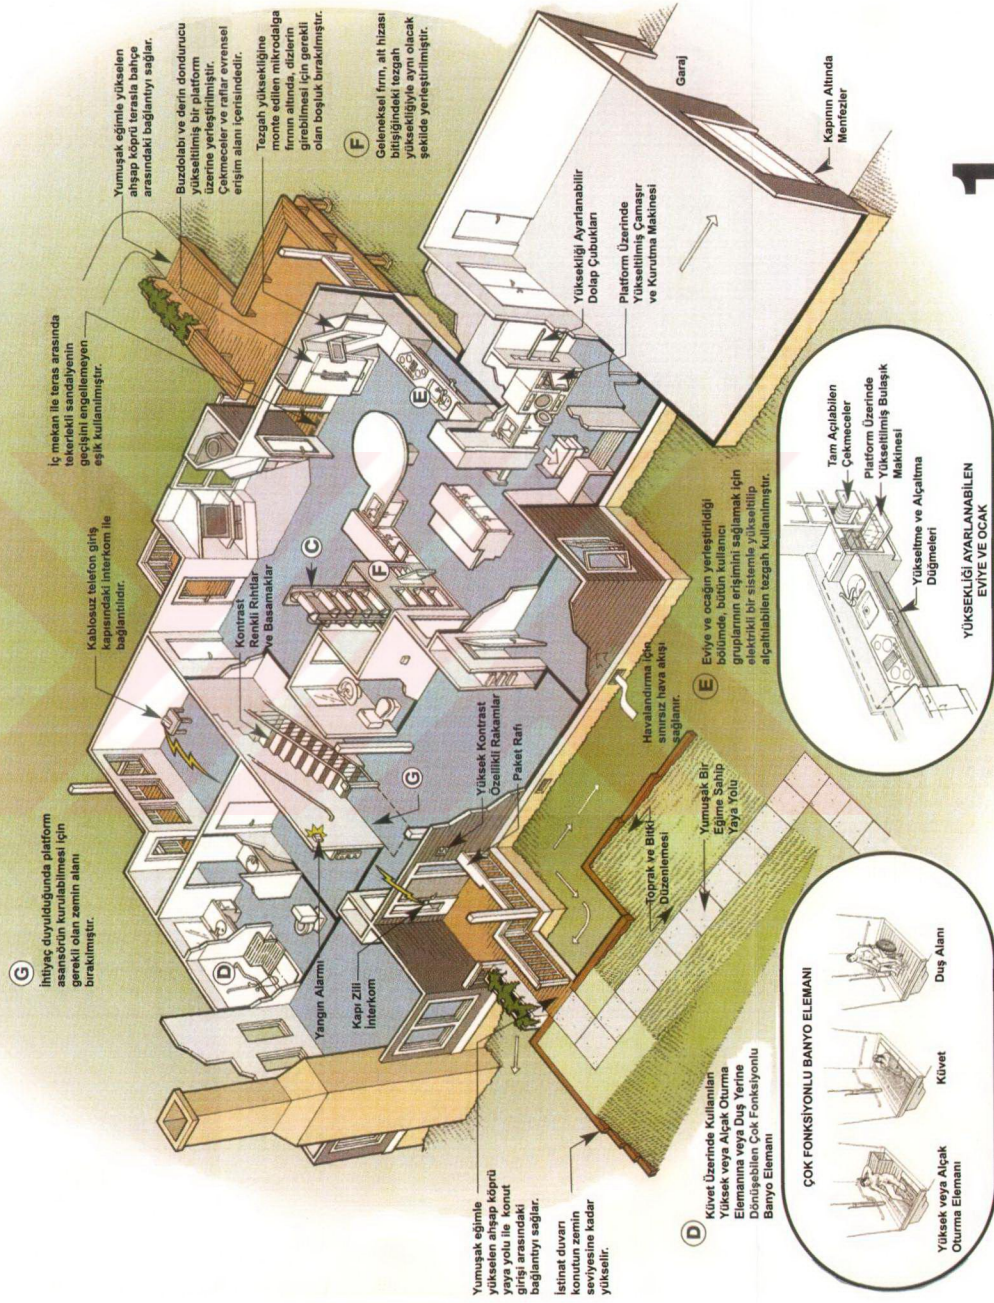 G
İhtiyaç duyulduğunda platform
asansörün kurulabilmesi için
gerekli olan zemin alanı
bırakılmıştır.
Kablosuz telefon giriş
kapısındaki interkom ile
bağlantılıdır.
İç mekan ile teras arasında
tekerlekli sandalyenin
geçişini engellemeyen
eşik kullanılmıştır.
Yumuşak eğimle yükselen
ahşap köprü terasla bahçe
arasındaki bağlantıyı sağlar.
Buzdolabı ve derin dondurucu
yükseltilmiş bir platform
üzerine yerleştirilmiştir.
Çekmeceler ve raflar evrensel
erişim alanı içerisindedir.
Tezgah yüksekliğine
monte edilen mikrodalga
fırının altında, dizlerin
girebilmesi için gerekli
olan boşluk bırakılmıştır.
F
Geleneksel fırın, alt hizası
bitişiğindeki tezgah
yüksekliğiyle aynı olacak
şekilde yerleştirilmiştir.
Kontrast
Renkli Rıhtlar
ve Basamaklar
C
F
E
D
G
Yangın Alarmı
Kapı Zili
İnterkom
Yüksek Kontrast
Özellikli Rakamlar
Paket Rafı
Yüksekliği Ayarlanabilir
Dolap Çubukları
Platform Üzerinde
Yükseltilmiş Çamaşır
ve Kurutma Makinesi
Garaj
Kapının Altında
Menfezler
Havalandırma için
sınırsız hava akışı
sağlanır.
Toprak ve Bitki
Düzenlemesi
Yumuşak Bir
Eğime Sahip
Yaya Yolu
Yumuşak eğimle
yükselen ahşap köprü
yaya yolu ile konut
girişi arasındaki
bağlantıyı sağlar.
İstinat duvarı
konutun zemin
seviyesine kadar
yükselir.
D
Küvet Üzerinde Kullanılan
Yüksek veya Alçak Oturma
Elemanına veya Duş Yerine
Dönüşebilen Çok Fonksiyonlu
Banyo Elemanı
E
Eviye ve ocağın yerleştirildiği
bölümde, bütün kullanıcı
gruplarının erişimini sağlamak için
elektrikli bir sistemle yükseltilip
alçaltılabilen tezgah kullanılmıştır.
ÇOK FONKSİYONLU BANYO ELEMANI
Yüksek veya Alçak
Oturma Elemanı
Küvet
Duş Alanı
Tam Açılabilen
Çekmeceler
Platform Üzerinde
Yükseltilmiş Bulaşık
Makinesi
Yükseltme ve Alçaltma
Düğmeleri
YÜKSEKLİĞİ AYARLANABİLEN
EVİYE VE OCAK
1